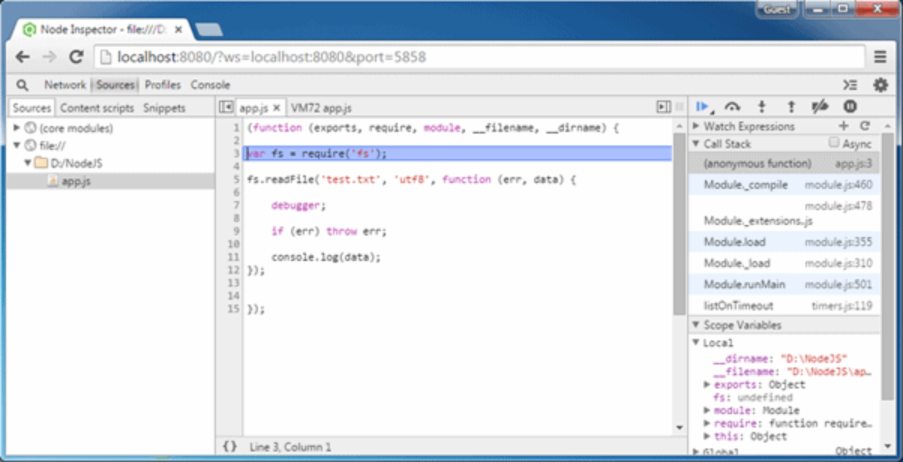 Guest
Node Inspector - file:///D:
localhost:8080/?ws=localhost:8080&port=5858
Network Sources Profiles Console
Sources Content scripts Snippets
(core modules)
file://
D:/NodeJS
app.js
app.js × VM72 app.js
1 (function (exports, require, module, __filename, __dirname) {
2
3 var fs = require('fs');
4
5 fs.readFile('test.txt', 'utf8', function (err, data) {
6
7 debugger;
8
9 if (err) throw err;
10
11 console.log(data);
12 });
13
14
15 });
{} Line 3, Column 1
Watch Expressions
Call Stack Async
(anonymous function) app.js:3
Module._compile module.js:460
module.js:478
Module._extensions..js
Module.load module.js:355
Module._load module.js:310
Module.runMain module.js:501
listOnTimeout timers.js:119
Scope Variables
Local
__dirname: "D:\NodeJS"
__filename: "D:\NodeJS\ap…
exports: Object
fs: undefined
module: Module
require: function require…
this: Object
Global Object